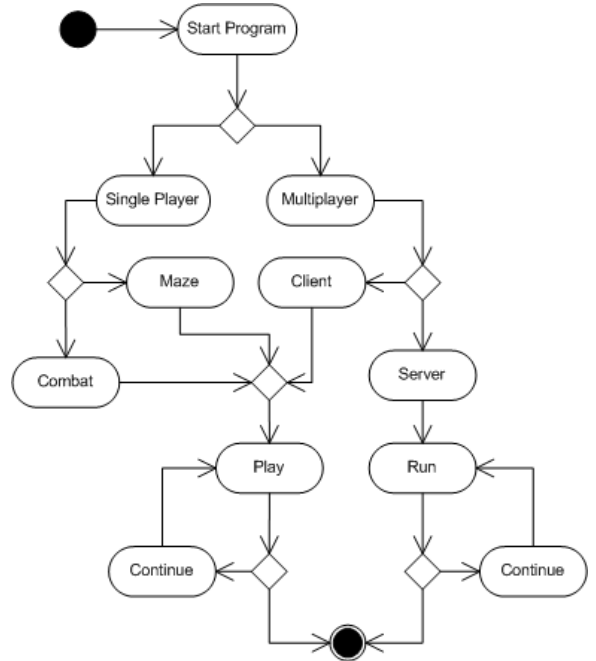 Start Program
Single Player
Multiplayer
Maze
Client
Combat
Server
Play
Run
Continue
Continue